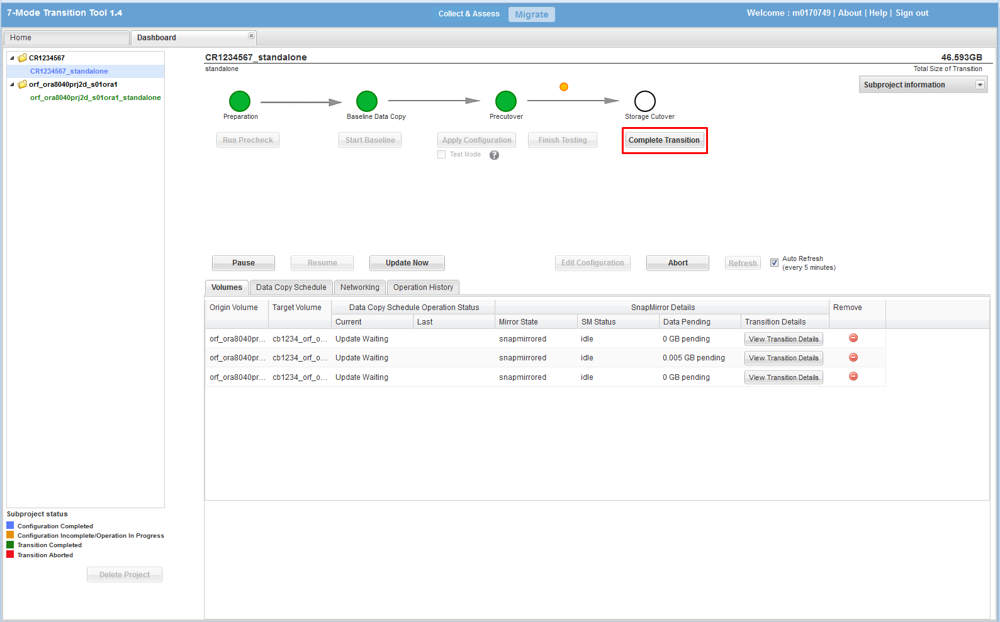 7-Mode Transition Tool 1.4
Collect & Assess
Migrate
Welcome : m0170749 | About | Help | Sign out
Home
Dashboard
CR1234567
CR1234567_standalone
orf_ora8040prj2d_s01ora1
orf_ora8040prj2d_s01ora1_standalone
Subproject status
Configuration Completed
Configuration Incomplete/Operation In Progress
Transition Completed
Transition Aborted
Delete Project
CR1234567_standalone
46.593GB
standalone
Total Size of Transition
Subproject information
Preparation
Baseline Data Copy
Precutover
Storage Cutover
Run Precheck
Start Baseline
Apply Configuration
Finish Testing
Complete Transition
Test Mode
?
Pause
Resume
Update Now
Edit Configuration
Abort
Refresh
Auto Refresh
(every 5 minutes)
Volumes
Data Copy Schedule
Networking
Operation History
Origin Volume
Target Volume
Data Copy Schedule Operation Status
SnapMirror Details
Remove
Current
Last
Mirror State
SM Status
Data Pending
Transition Details
orf_ora8040pr... cb1234_orf_o... Update Waiting snapmirrored idle 0 GB pending View Transition Details
orf_ora8040pr... cb1234_orf_o... Update Waiting snapmirrored idle 0.005 GB pending View Transition Details
orf_ora8040pr... cb1234_orf_o... Update Waiting snapmirrored idle 0 GB pending View Transition Details